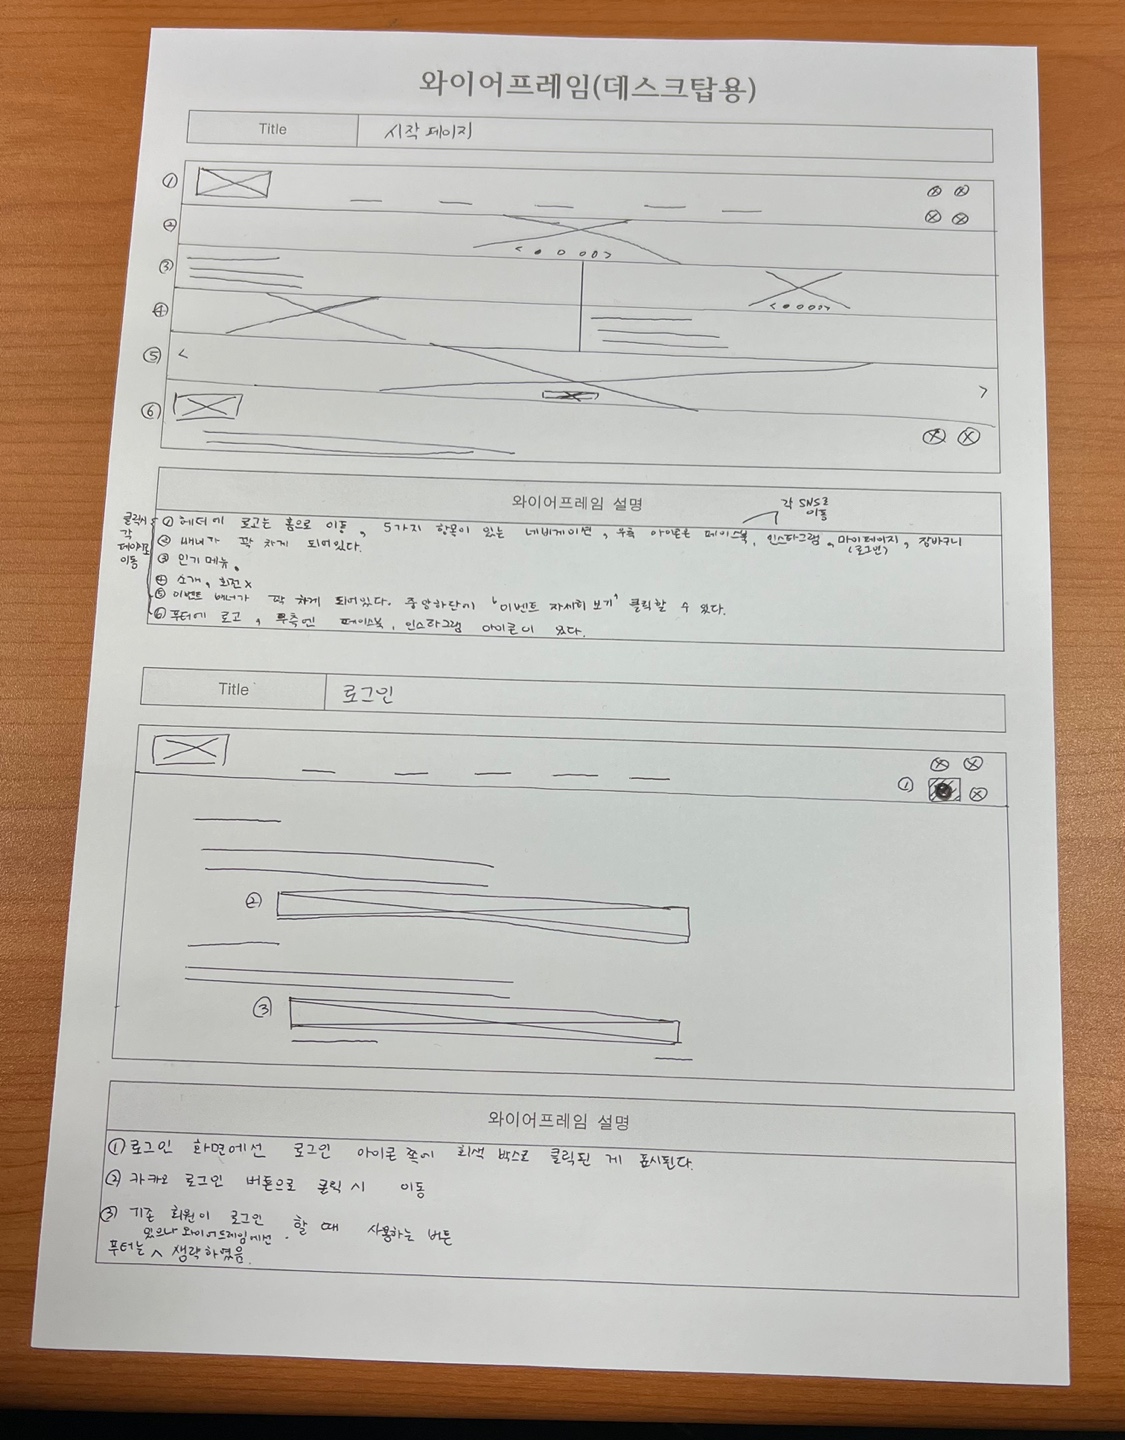 와이어프레임(데스크탑용)
Title 시작 페이지
①
②
< ● ○ ○○>
③
<●○○○>
④
⑤ < >
⑥
와이어프레임 설명
각 SNS로
이동
클릭시 각 페이지로 이동
① 헤더에 로고는 홈으로 이동, 5가지 항목이 있는 네비게이션, 우측 아이콘은 페이스북, 인스타그램, 마이페이지, 장바구니
(로그인)
② 배너가 꽉 차게 되어있다.
③ 인기 메뉴.
④ 소개, 회전 x
⑤ 이벤트 배너가 꽉 차게 되어있다. 중앙하단에 '이벤트 자세히 보기' 클릭할 수 있다.
⑥ 푸터에 로고, 우측엔 페이스북, 인스타그램 아이콘이 있다.
Title 로그인
①
②
③
와이어프레임 설명
① 로그인 화면에선 로그인 아이콘 쪽에 회색 박스로 클릭된 게 표시된다.
② 카카오 로그인 버튼으로 클릭 시 이동
③ 기존 회원이 로그인 할 때 사용하는 버튼
있으나 와이어프레임에선
푸터는 ^ 생략하였음.